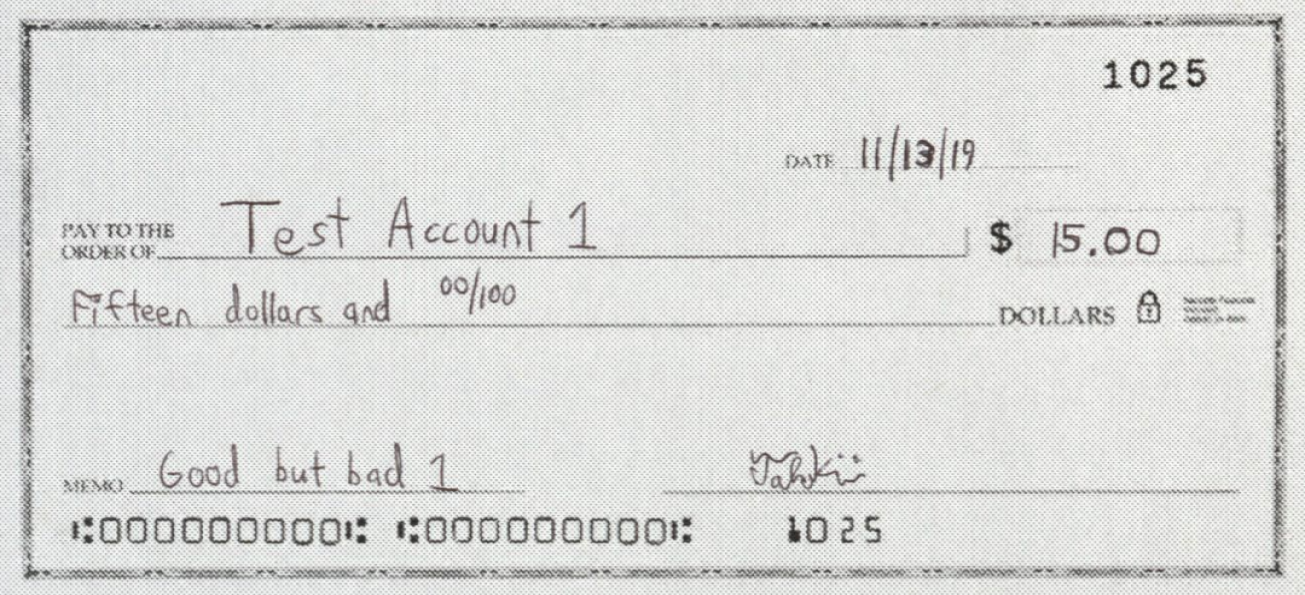 1025
DATE 11/13/19
PAY TO THE
ORDER OF Test Account 1 $ 15.00
Fifteen dollars and 00/100 DOLLARS
MEMO Good but bad 1
⑆000000000⑆ ⑆000000000⑆ 1025